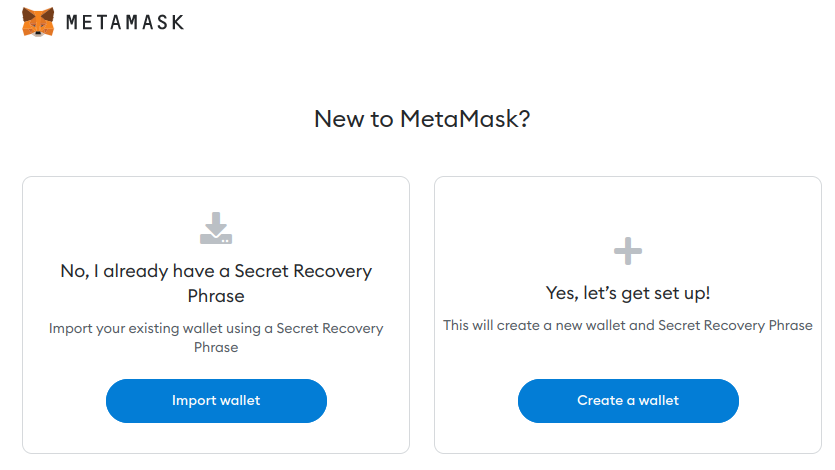 METAMASK
New to MetaMask?
No, I already have a Secret Recovery
Phrase
Import your existing wallet using a Secret Recovery
Phrase
Import wallet
Yes, let’s get set up!
This will create a new wallet and Secret Recovery Phrase
Create a wallet